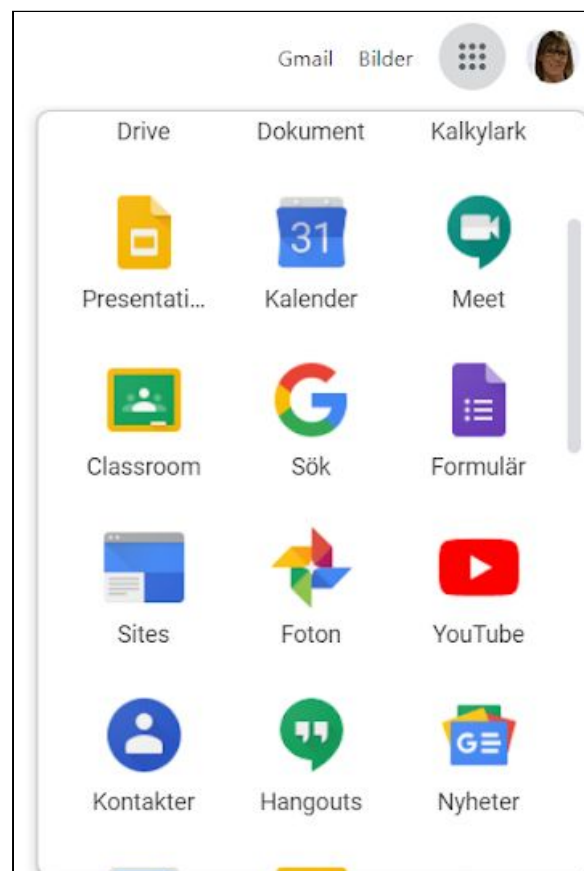 Gmail Bilder
Drive Dokument Kalkylark
31
Presentati... Kalender Meet
Classroom Sök Formulär
Sites Foton YouTube
G
Kontakter Hangouts Nyheter